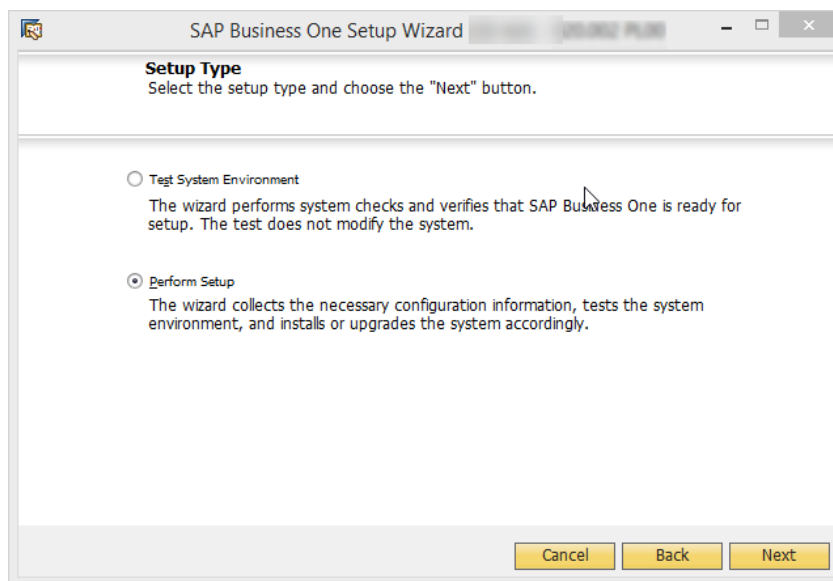 SAP Business One Setup Wizard
Setup Type
Select the setup type and choose the "Next" button.
Test System Environment
The wizard performs system checks and verifies that SAP Business One is ready for
setup. The test does not modify the system.
Perform Setup
The wizard collects the necessary configuration information, tests the system
environment, and installs or upgrades the system accordingly.
Cancel Back Next